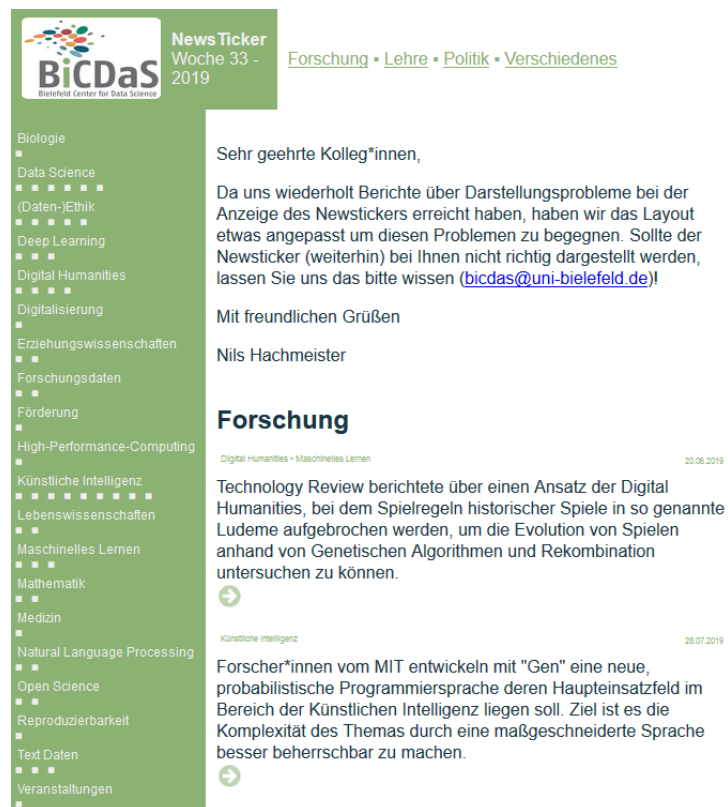 BiCDaS
Bielefeld Center for Data Science
NewsTicker
Woche 33 -
2019
Forschung ▪ Lehre ▪ Politik ▪ Verschiedenes
Biologie
Data Science
(Daten-)Ethik
Deep Learning
Digital Humanities
Digitalisierung
Erziehungswissenschaften
Forschungsdaten
Förderung
High-Performance-Computing
Künstliche Intelligenz
Lebenswissenschaften
Maschinelles Lernen
Mathematik
Medizin
Natural Language Processing
Open Science
Reproduzierbarkeit
Text Daten
Veranstaltungen
Sehr geehrte Kolleg*innen,
Da uns wiederholt Berichte über Darstellungsprobleme bei der
Anzeige des Newstickers erreicht haben, haben wir das Layout
etwas angepasst um diesen Problemen zu begegnen. Sollte der
Newsticker (weiterhin) bei Ihnen nicht richtig dargestellt werden,
lassen Sie uns das bitte wissen (bicdas@uni-bielefeld.de)!
Mit freundlichen Grüßen
Nils Hachmeister
Forschung
Digital Humanities ▪ Maschinelles Lernen 20.06.2019
Technology Review berichtete über einen Ansatz der Digital
Humanities, bei dem Spielregeln historischer Spiele in so genannte
Ludeme aufgebrochen werden, um die Evolution von Spielen
anhand von Genetischen Algorithmen und Rekombination
untersuchen zu können.
Künstliche Intelligenz 28.07.2019
Forscher*innen vom MIT entwickeln mit "Gen" eine neue,
probabilistische Programmiersprache deren Haupteinsatzfeld im
Bereich der Künstlichen Intelligenz liegen soll. Ziel ist es die
Komplexität des Themas durch eine maßgeschneiderte Sprache
besser beherrschbar zu machen.